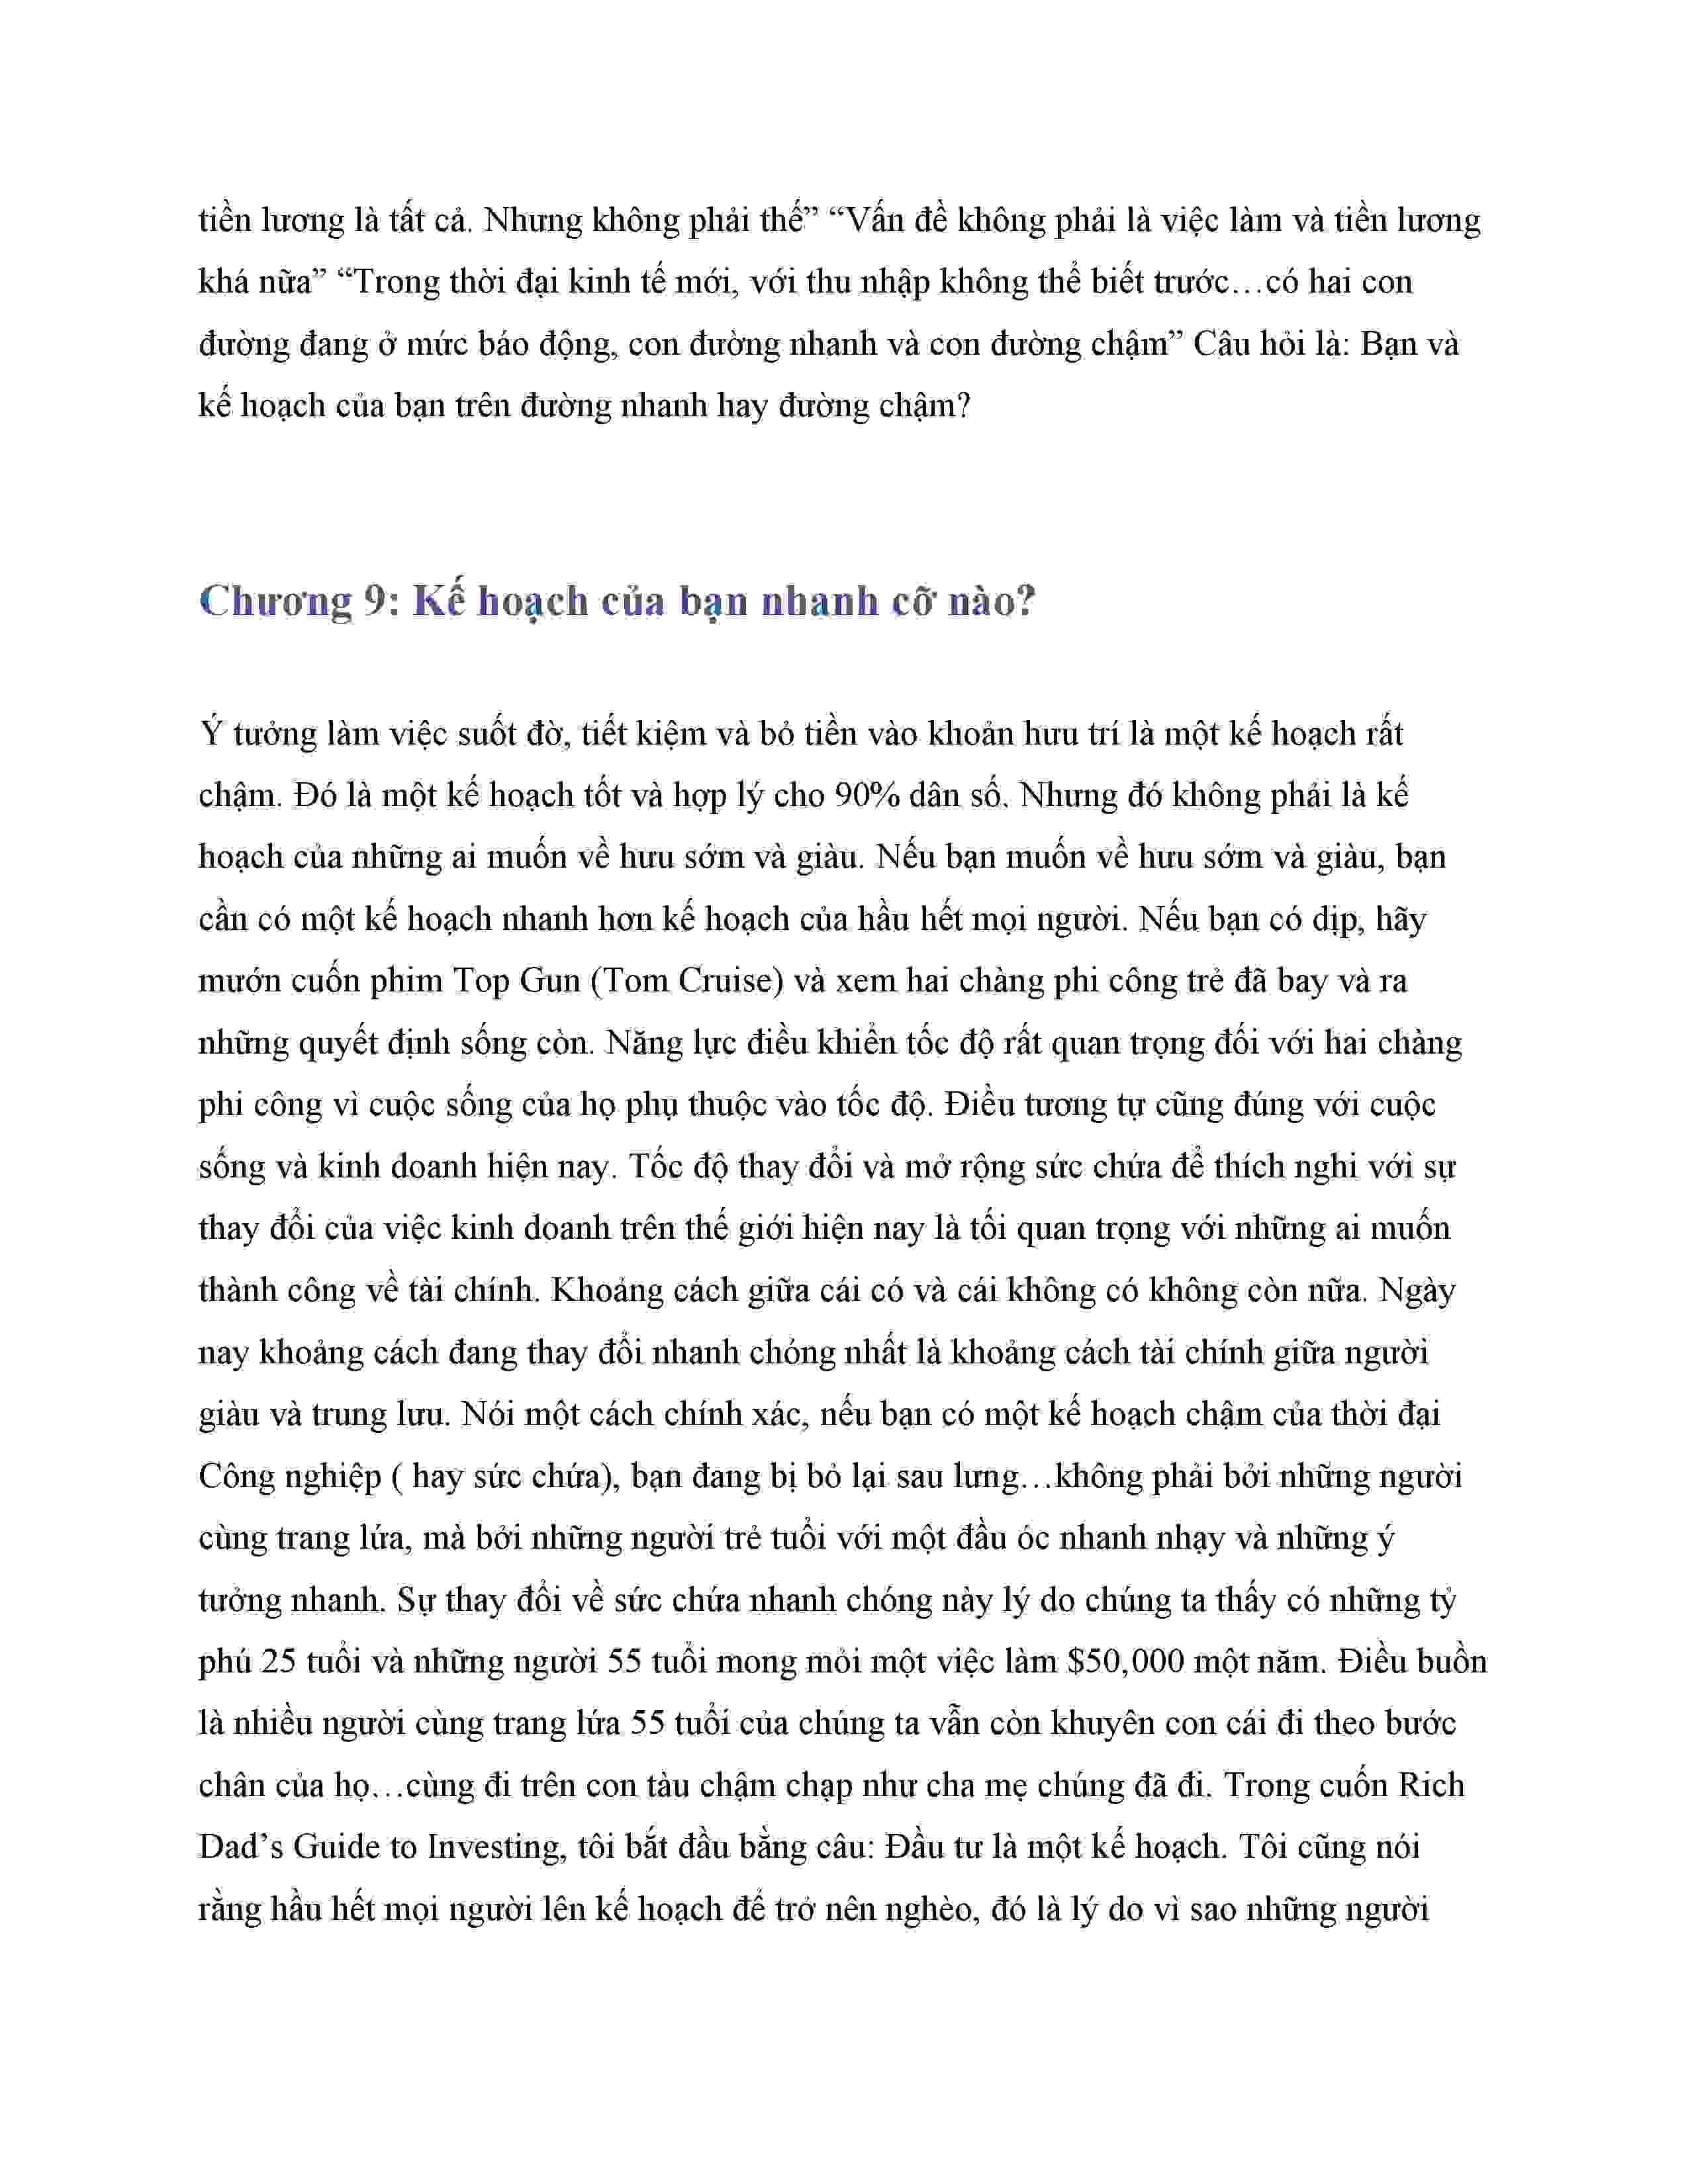 tiền lương là tất cả. Nhưng không phải thế” “Vấn đề không phải là việc làm và tiền lương
khá nữa” “Trong thời đại kinh tế mới, với thu nhập không thể biết trước…có hai con
đường đang ở mức báo động, con đường nhanh và con đường chậm” Câu hỏi là: Bạn và
kế hoạch của bạn trên đường nhanh hay đường chậm?
Chương 9: Kế hoạch của bạn nhanh cỡ nào?
Ý tưởng làm việc suốt đờ, tiết kiệm và bỏ tiền vào khoản hưu trí là một kế hoạch rất
chậm. Đó là một kế hoạch tốt và hợp lý cho 90% dân số. Nhưng đó không phải là kế
hoạch của những ai muốn về hưu sớm và giàu. Nếu bạn muốn về hưu sớm và giàu, bạn
cần có một kế hoạch nhanh hơn kế hoạch của hầu hết mọi người. Nếu bạn có dịp, hãy
mướn cuốn phim Top Gun (Tom Cruise) và xem hai chàng phi công trẻ đã bay và ra
những quyết định sống còn. Năng lực điều khiển tốc độ rất quan trọng đối với hai chàng
phi công vì cuộc sống của họ phụ thuộc vào tốc độ. Điều tương tự cũng đúng với cuộc
sống và kinh doanh hiện nay. Tốc độ thay đổi và mở rộng sức chứa để thích nghi với sự
thay đổi của việc kinh doanh trên thế giới hiện nay là tối quan trọng với những ai muốn
thành công về tài chính. Khoảng cách giữa cái có và cái không có không còn nữa. Ngày
nay khoảng cách đang thay đổi nhanh chóng nhất là khoảng cách tài chính giữa người
giàu và trung lưu. Nói một cách chính xác, nếu bạn có một kế hoạch chậm của thời đại
Công nghiệp ( hay sức chứa), bạn đang bị bỏ lại sau lưng…không phải bởi những người
cùng trang lứa, mà bởi những người trẻ tuổi với một đầu óc nhanh nhạy và những ý
tưởng nhanh. Sự thay đổi về sức chứa nhanh chóng này lý do chúng ta thấy có những tỷ
phú 25 tuổi và những người 55 tuổi mong mỏi một việc làm $50,000 một năm. Điều buồn
là nhiều người cùng trang lứa 55 tuổi của chúng ta vẫn còn khuyên con cái đi theo bước
chân của họ…cùng đi trên con tàu chậm chạp như cha mẹ chúng đã đi. Trong cuốn Rich
Dad’s Guide to Investing, tôi bắt đầu bằng câu: Đầu tư là một kế hoạch. Tôi cũng nói
rằng hầu hết mọi người lên kế hoạch để trở nên nghèo, đó là lý do vì sao những người